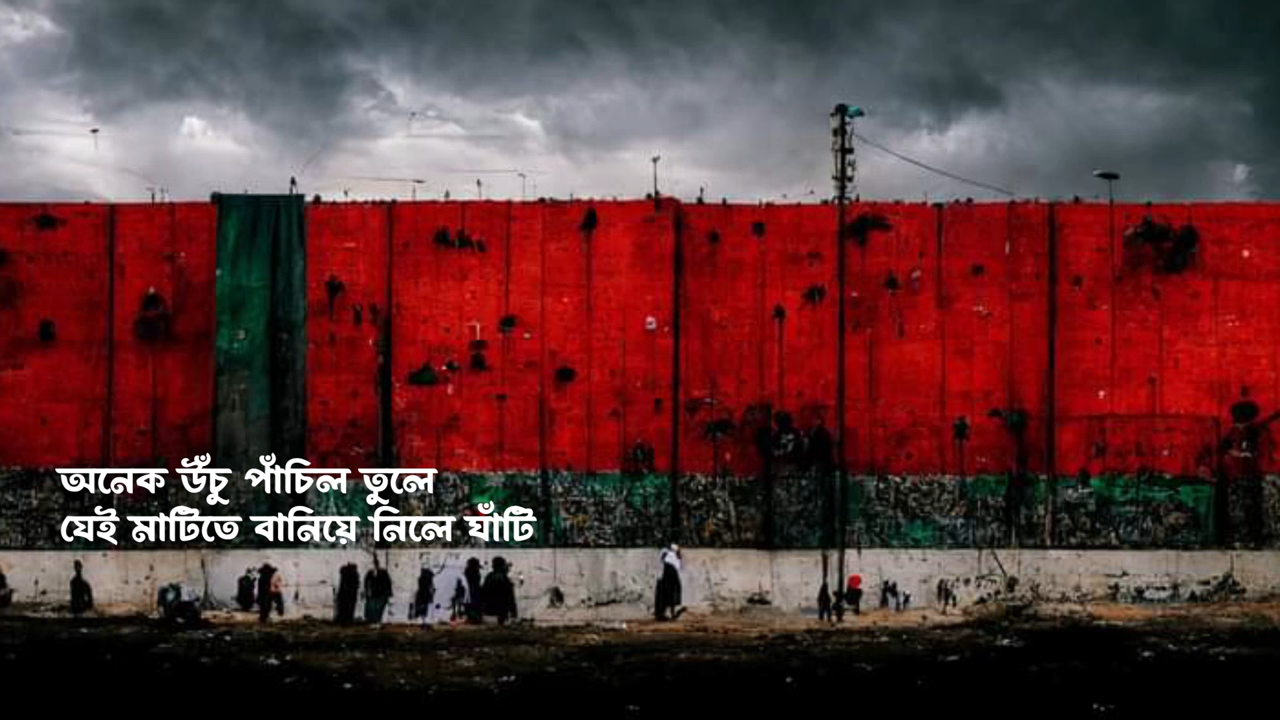 অনেক উঁচু পাঁচিল তুলে
যেই মাটিতে বানিয়ে নিলে ঘাঁটি